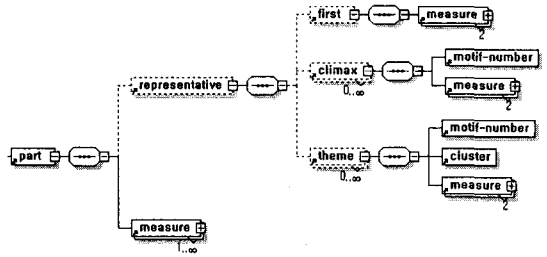 first
measure
2
climax
0..∞
motif-number
measure
2
representative
theme
0..∞
motif-number
cluster
measure
2
part
measure
1..∞